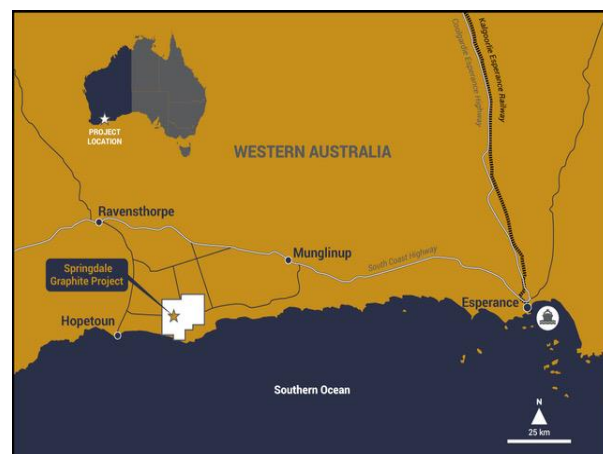 PROJECT
LOCATION
WESTERN AUSTRALIA
Kalgoorlie Esperance Railway
Coolgardie Esperance Highway
Ravensthorpe
Munglinup
South Coast Highway
Springdale
Graphite Project
Esperance
Hopetoun
Southern Ocean
N
25 km